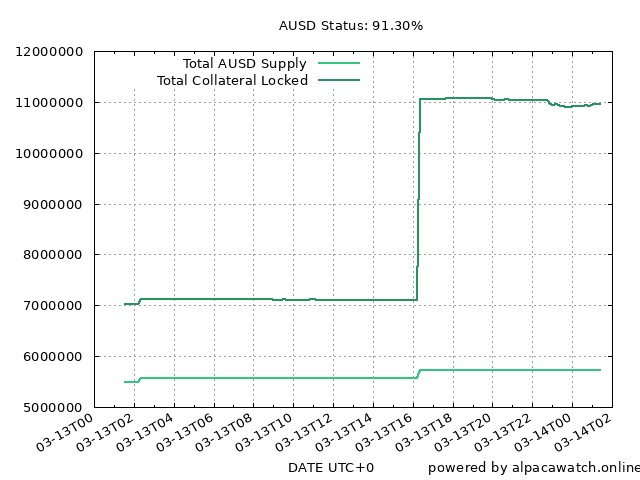 AUSD Status: 91.30%
12000000
11000000
10000000
9000000
8000000
7000000
6000000
5000000
Total AUSD Supply
Total Collateral Locked
03-13T00
03-13T02
03-13T04
03-13T06
03-13T08
03-13T10
03-13T12
03-13T14
03-13T16
03-13T18
03-13T20
03-13T22
03-14T00
03-14T02
DATE UTC+0
powered by alpacawatch.online